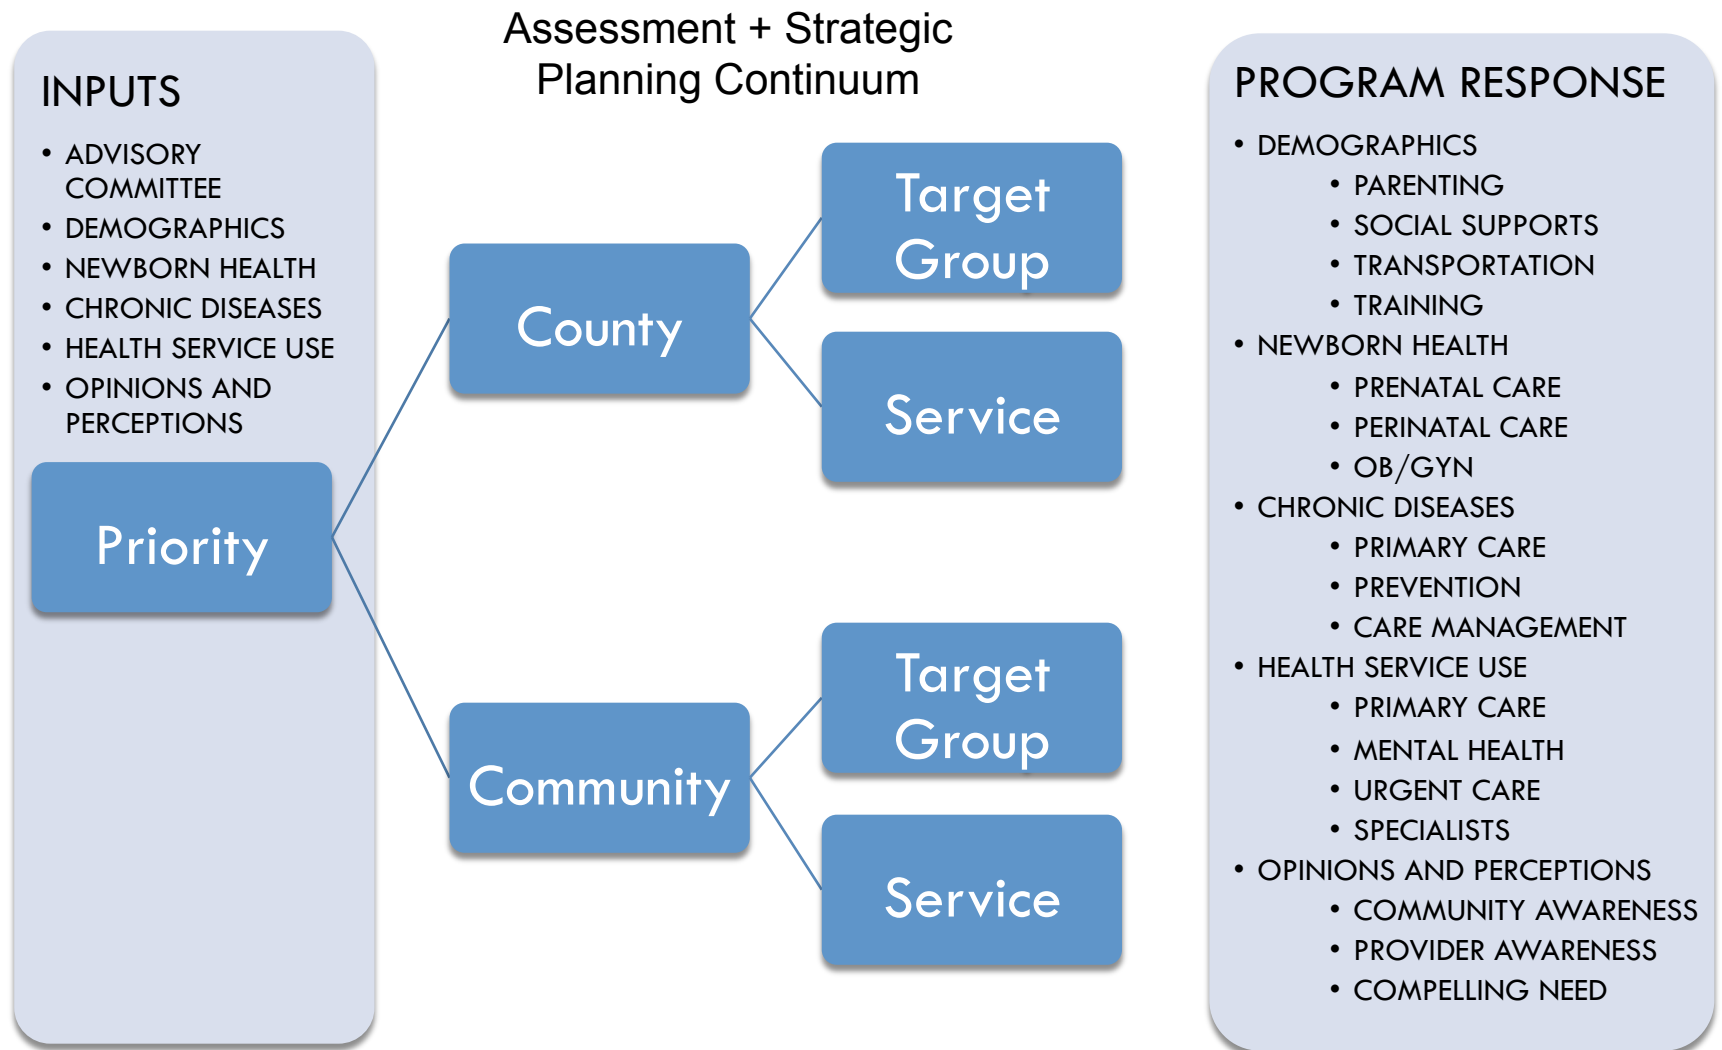 Assessment + Strategic
Planning Continuum
INPUTS
• ADVISORY
COMMITTEE
• DEMOGRAPHICS
• NEWBORN HEALTH
• CHRONIC DISEASES
• HEALTH SERVICE USE
• OPINIONS AND
PERCEPTIONS
Priority
County
Target
Group
Service
Community
Target
Group
Service
PROGRAM RESPONSE
• DEMOGRAPHICS
• PARENTING
• SOCIAL SUPPORTS
• TRANSPORTATION
• TRAINING
• NEWBORN HEALTH
• PRENATAL CARE
• PERINATAL CARE
• OB/GYN
• CHRONIC DISEASES
• PRIMARY CARE
• PREVENTION
• CARE MANAGEMENT
• HEALTH SERVICE USE
• PRIMARY CARE
• MENTAL HEALTH
• URGENT CARE
• SPECIALISTS
• OPINIONS AND PERCEPTIONS
• COMMUNITY AWARENESS
• PROVIDER AWARENESS
• COMPELLING NEED